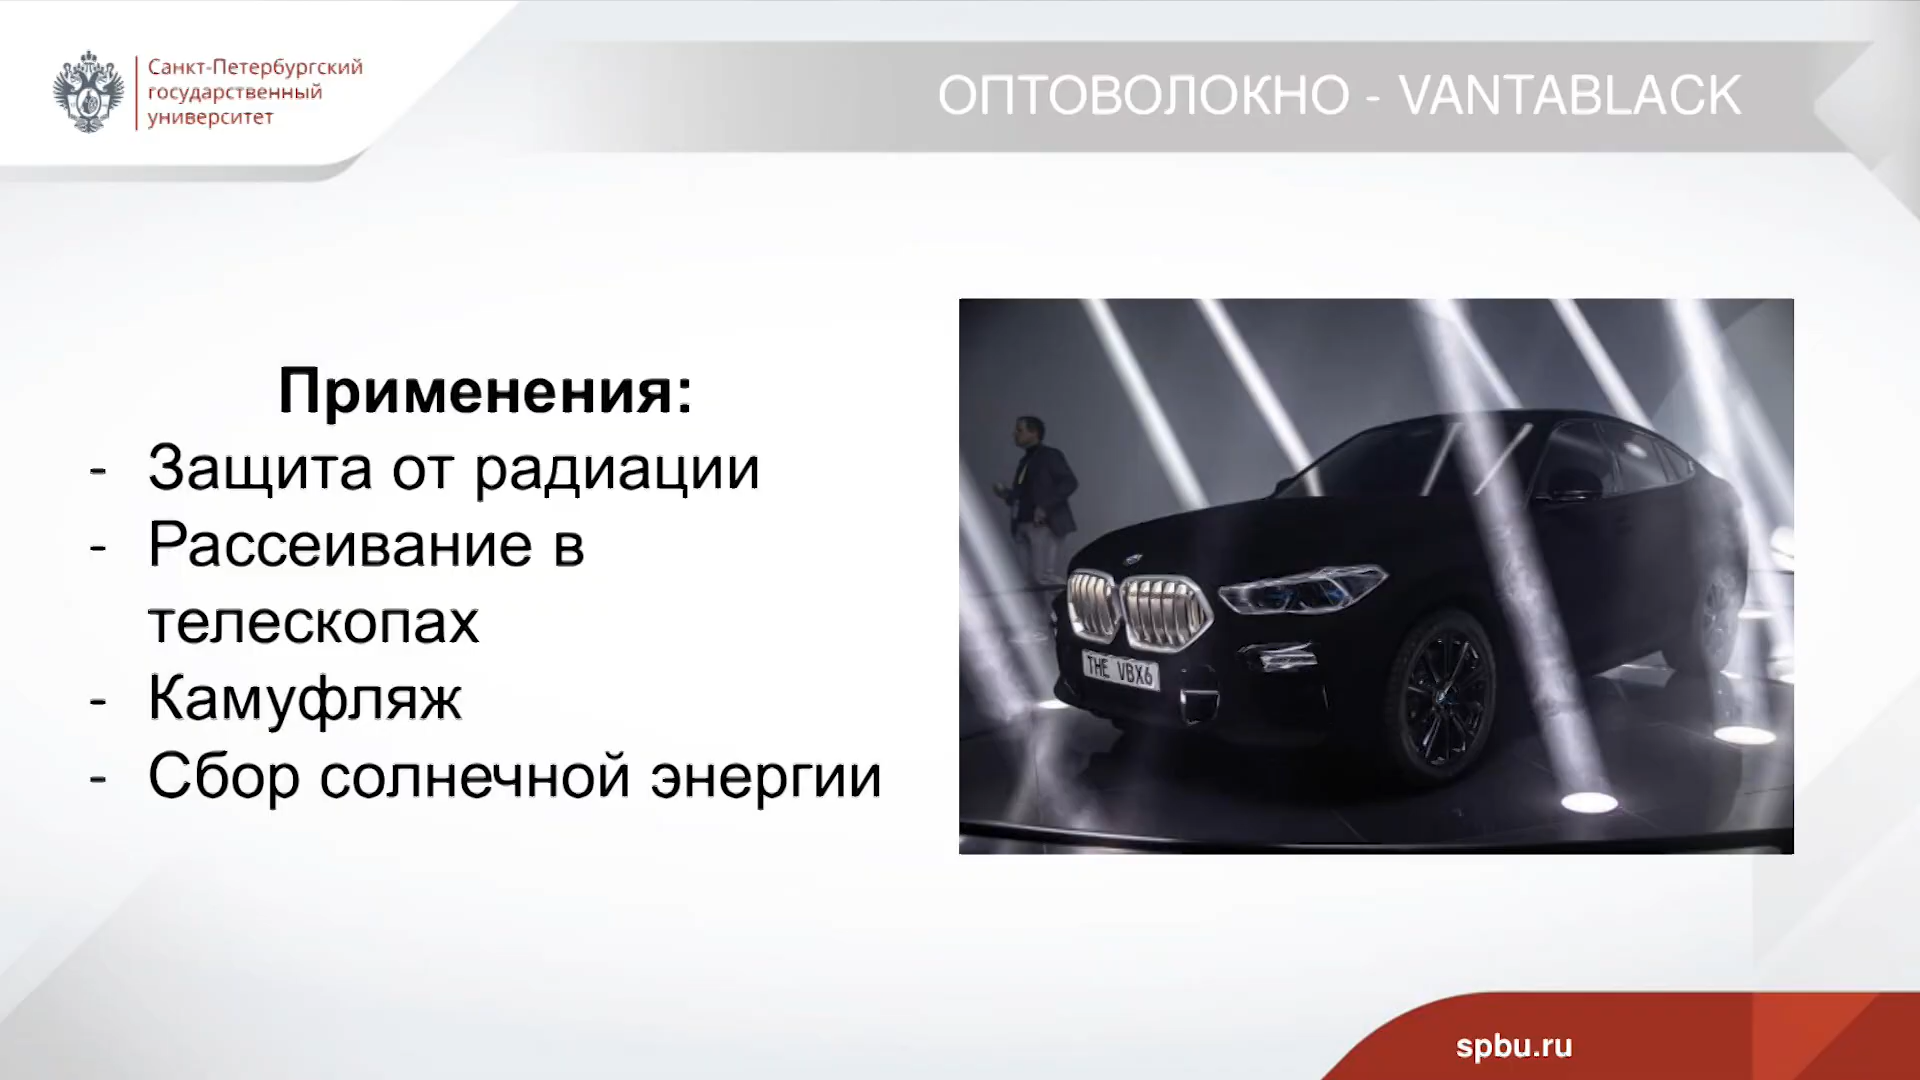 Санкт-Петербургский
государственный
университет
ОПТОВОЛОКНО - VANTABLACK
Применения:
- Защита от радиации
- Рассеивание в
телескопах
- Камуфляж
- Сбор солнечной энергии
THE VBX6
spbu.ru